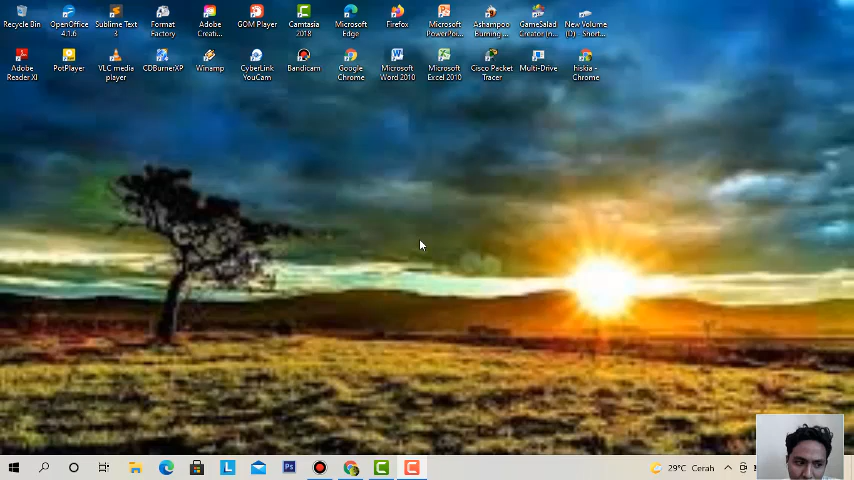 Recycle Bin
OpenOffice 4.1.6
Sublime Text 3
Format Factory
Adobe Creati...
GOM Player
Camtasia 2018
Microsoft Edge
Firefox
Microsoft PowerPoi...
Ashampoo Burning ...
GameSalad Creator (n...
New Volume (D) - Short...
Adobe Reader XI
PotPlayer
VLC media player
CDBurnerXP
Winamp
CyberLink YouCam
Bandicam
Google Chrome
Microsoft Word 2010
Microsoft Excel 2010
Cisco Packet Tracer
Multi-Drive
hiskia - Chrome
29°C Cerah